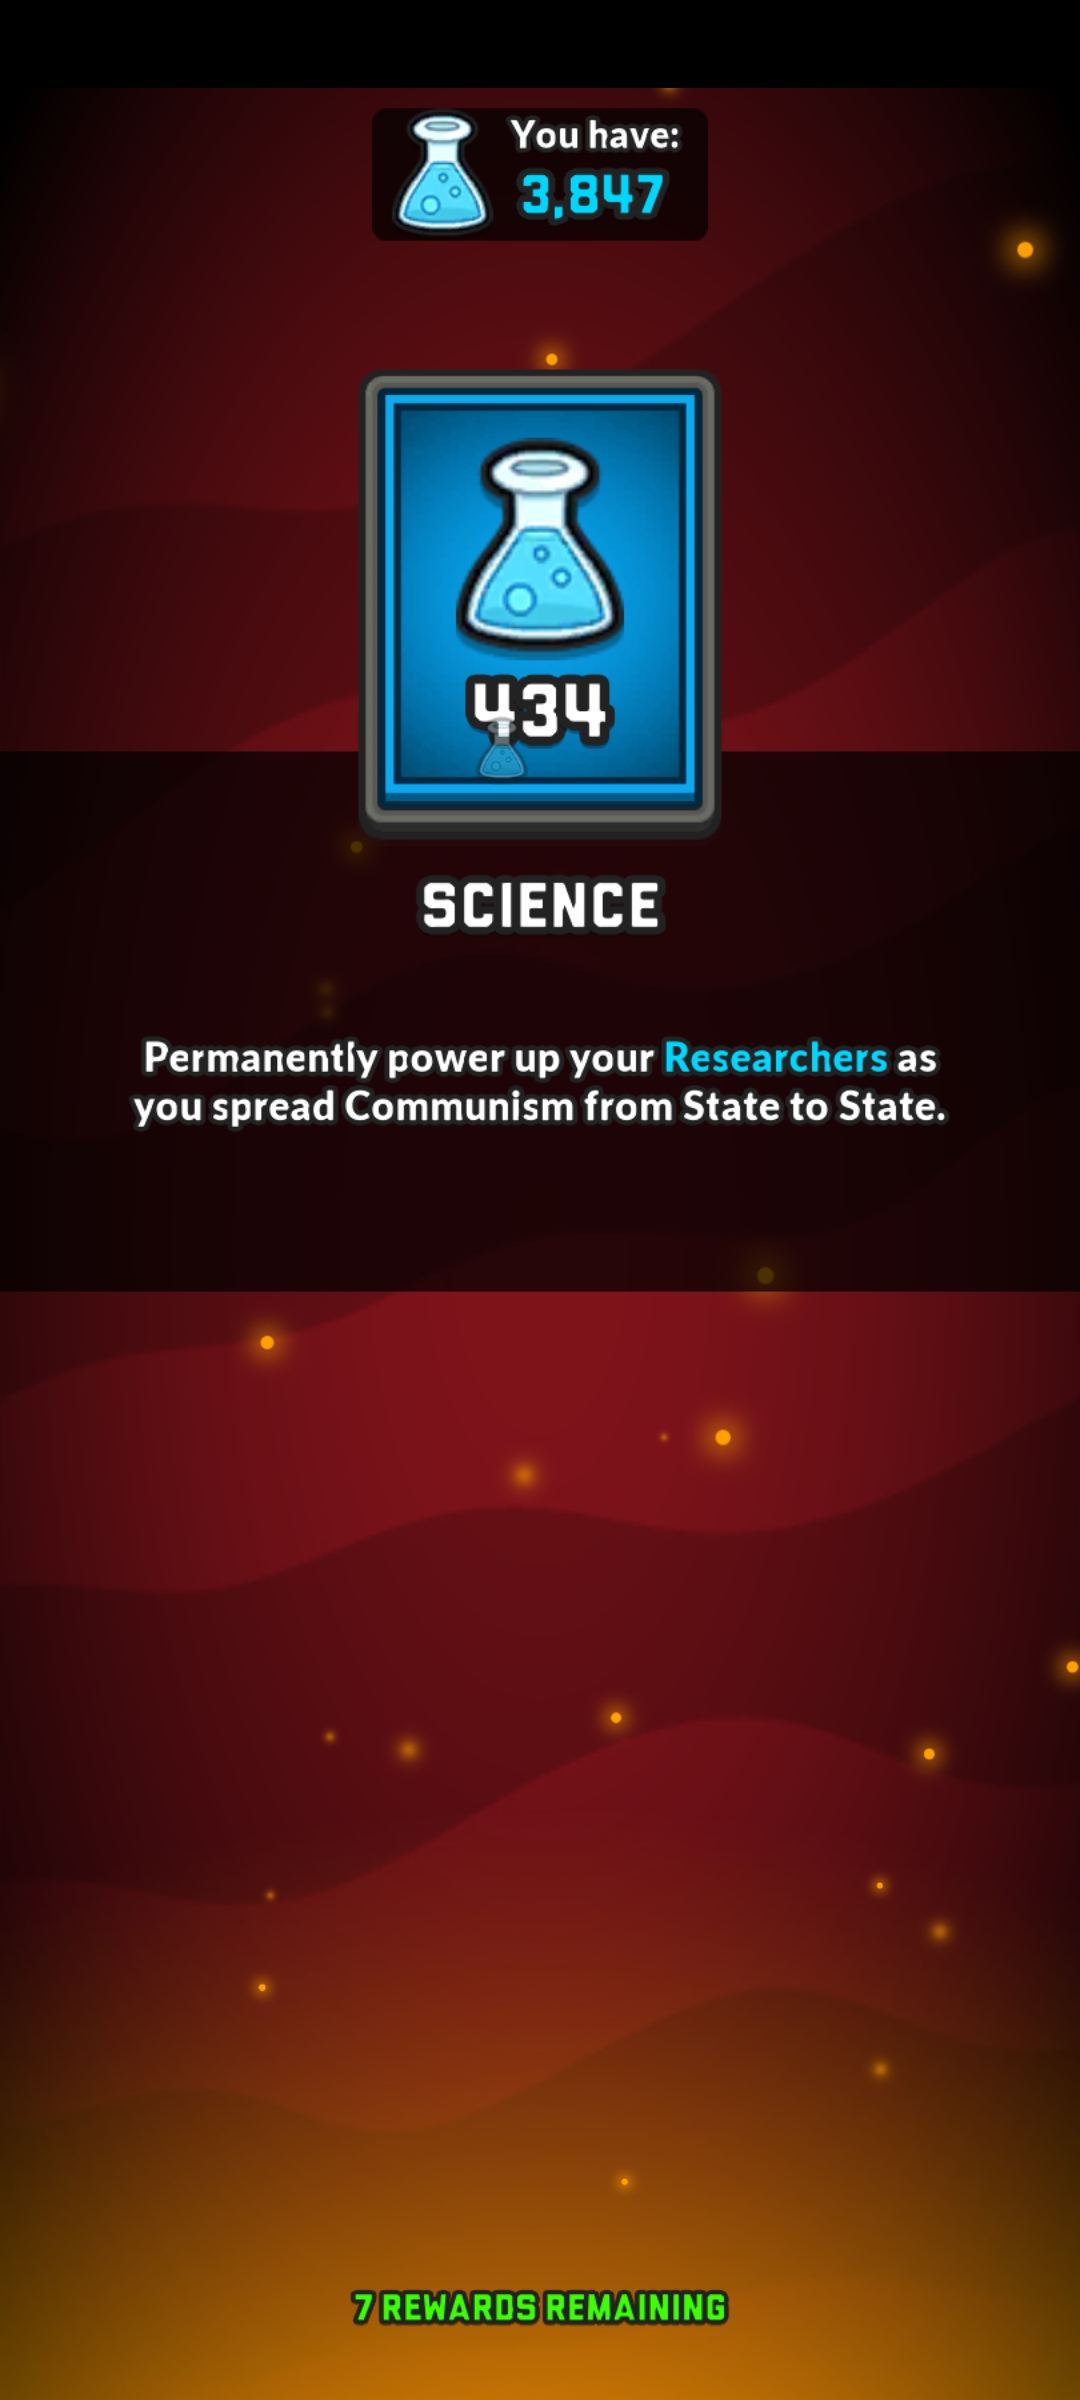 You have:
3,847
434
SCIENCE
Permanently power up your Researchers as
you spread Communism from State to State.
7 REWARDS REMAINING